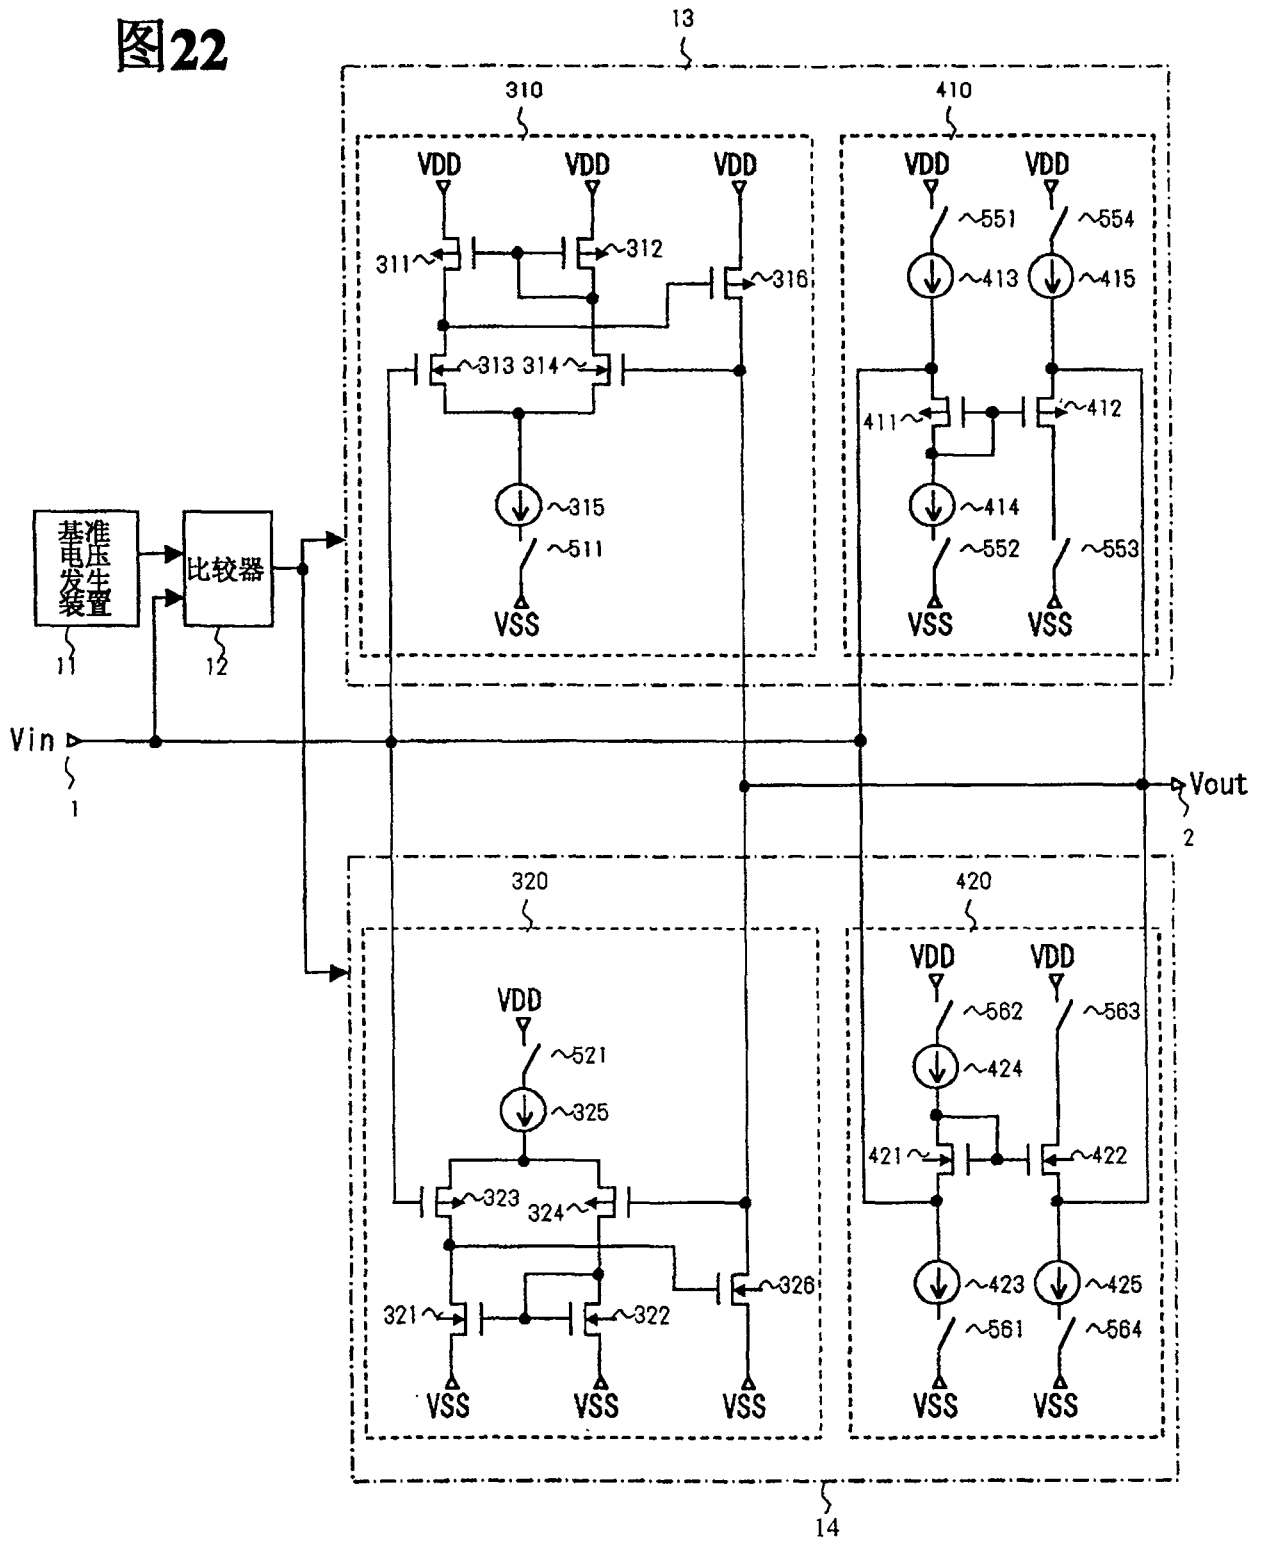 图22
13
310
410
VDD
VDD
VDD
VDD
VDD
551
554
311
312
316
413
415
313
314
411
412
315
414
511
552
553
VSS
VSS
VSS
基准
电压
发生
装置
比较器
11
12
Vin
1
Vout
2
320
420
VDD
VDD
VDD
562
563
521
424
325
421
422
323
324
423
425
326
321
322
561
564
VSS
VSS
VSS
VSS
VSS
14